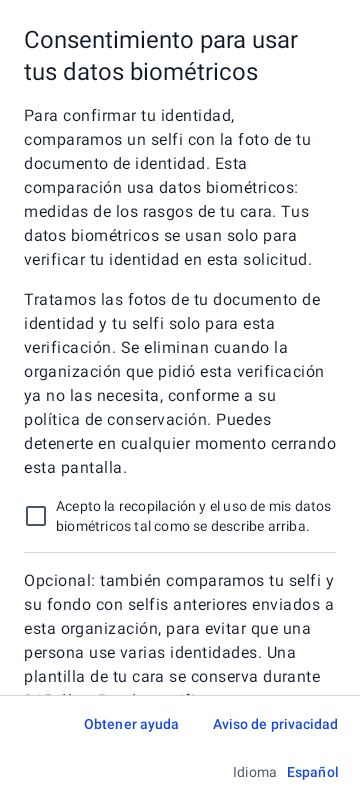 Consentimiento para usar
tus datos biométricos
Para confirmar tu identidad,
comparamos un selfi con la foto de tu
documento de identidad. Esta
comparación usa datos biométricos:
medidas de los rasgos de tu cara. Tus
datos biométricos se usan solo para
verificar tu identidad en esta solicitud.
Tratamos las fotos de tu documento de
identidad y tu selfi solo para esta
verificación. Se eliminan cuando la
organización que pidió esta verificación
ya no las necesita, conforme a su
política de conservación. Puedes
detenerte en cualquier momento cerrando
esta pantalla.
Acepto la recopilación y el uso de mis datos
biométricos tal como se describe arriba.
Opcional: también comparamos tu selfi y
su fondo con selfis anteriores enviados a
esta organización, para evitar que una
persona use varias identidades. Una
plantilla de tu cara se conserva durante
Obtener ayuda
Aviso de privacidad
Idioma Español